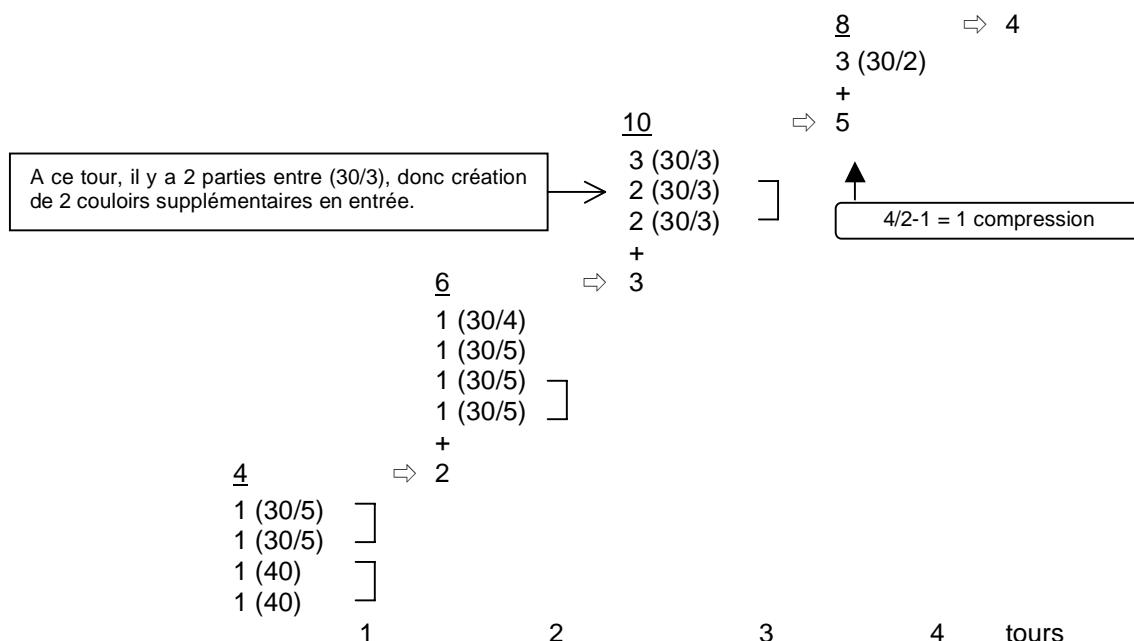 8 ⇨ 4
3 (30/2)
+
10 ⇨ 5
3 (30/3)
A ce tour, il y a 2 parties entre (30/3), donc création
de 2 couloirs supplémentaires en entrée.
2 (30/3)
2 (30/3)
4/2-1 = 1 compression
+
6 ⇨ 3
1 (30/4)
1 (30/5)
1 (30/5)
1 (30/5)
+
4 ⇨ 2
1 (30/5)
1 (30/5)
1 (40)
1 (40)
1 2 3 4 tours